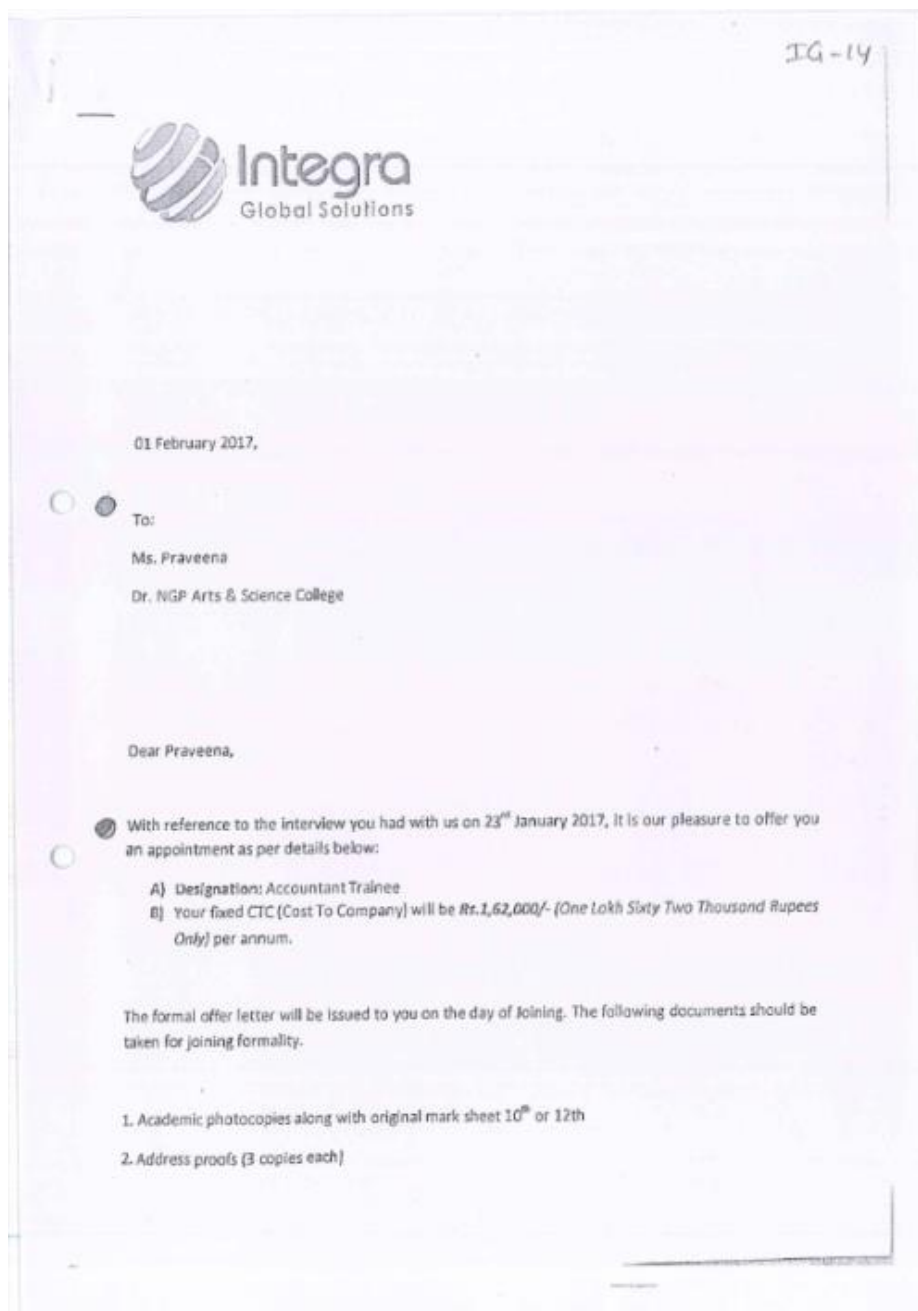 IG-14
Integra
Global Solutions
01 February 2017,
To:
Ms. Praveena
Dr. NGP Arts & Science College
Dear Praveena,
With reference to the interview you had with us on 23rd January 2017, it is our pleasure to offer you
an appointment as per details below:
A) Designation: Accountant Trainee
B) Your fixed CTC (Cost To Company) will be Rs.1,62,000/- (One Lakh Sixty Two Thousand Rupees
Only) per annum.
The formal offer letter will be issued to you on the day of Joining. The following documents should be
taken for joining formality.
1. Academic photocopies along with original mark sheet 10th or 12th
2. Address proofs (3 copies each)